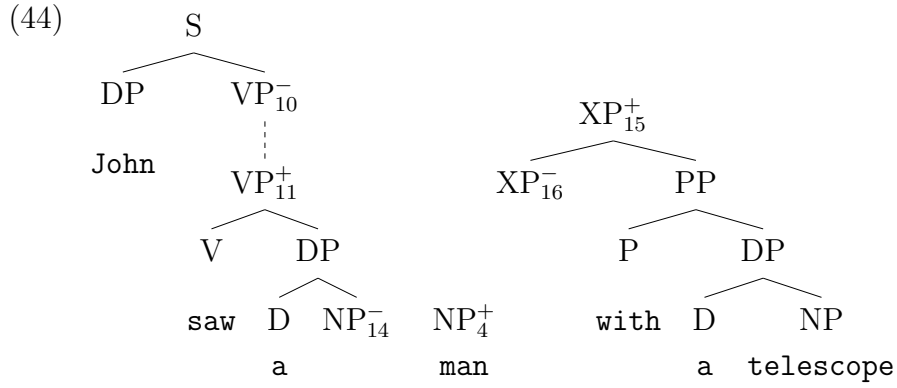 (44)
S
DP VP⁻₁₀
XP⁺₁₅
John
VP⁺₁₁ XP⁻₁₆ PP
V DP P DP
saw D NP⁻₁₄ NP⁺₄ with D NP
a man a telescope